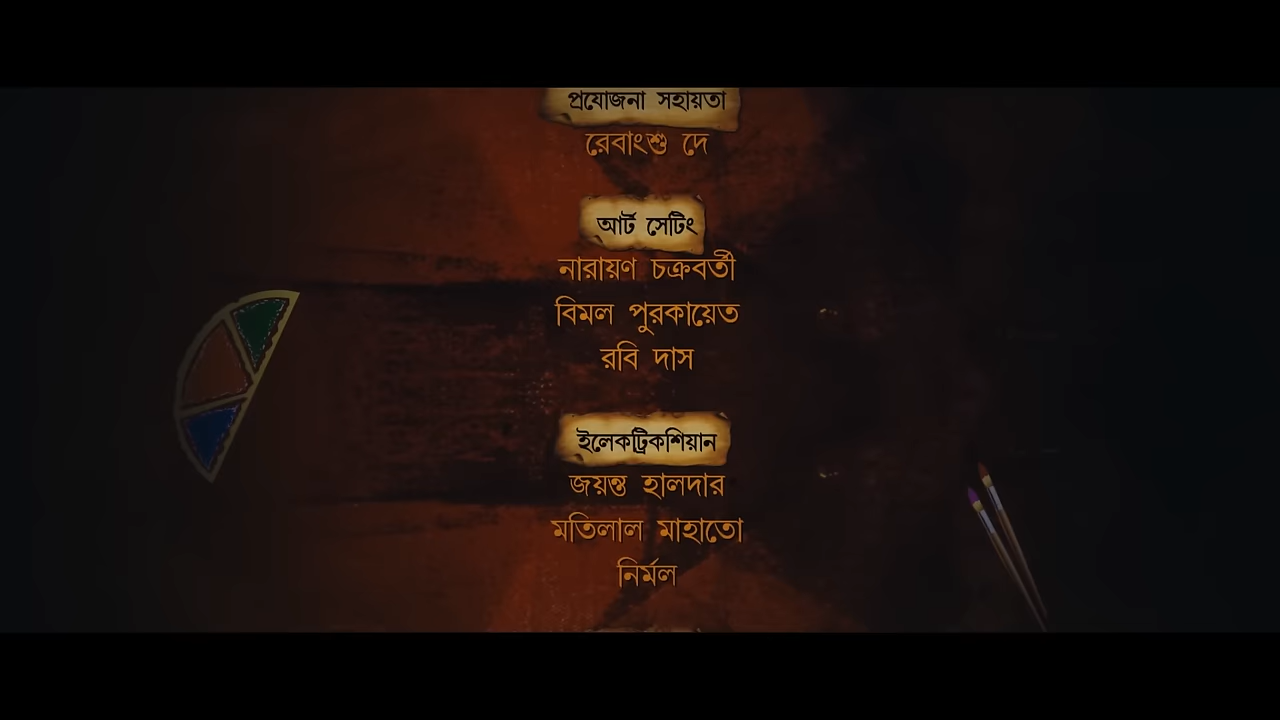 প্রযোজনা সহায়তা
রেবাংশু দে
আর্ট সেটিং
নারায়ণ চক্রবর্তী
বিমল পুরকায়েত
রবি দাস
ইলেকট্রিকশিয়ান
জয়ন্ত হালদার
মতিলাল মাহাতো
নির্মল